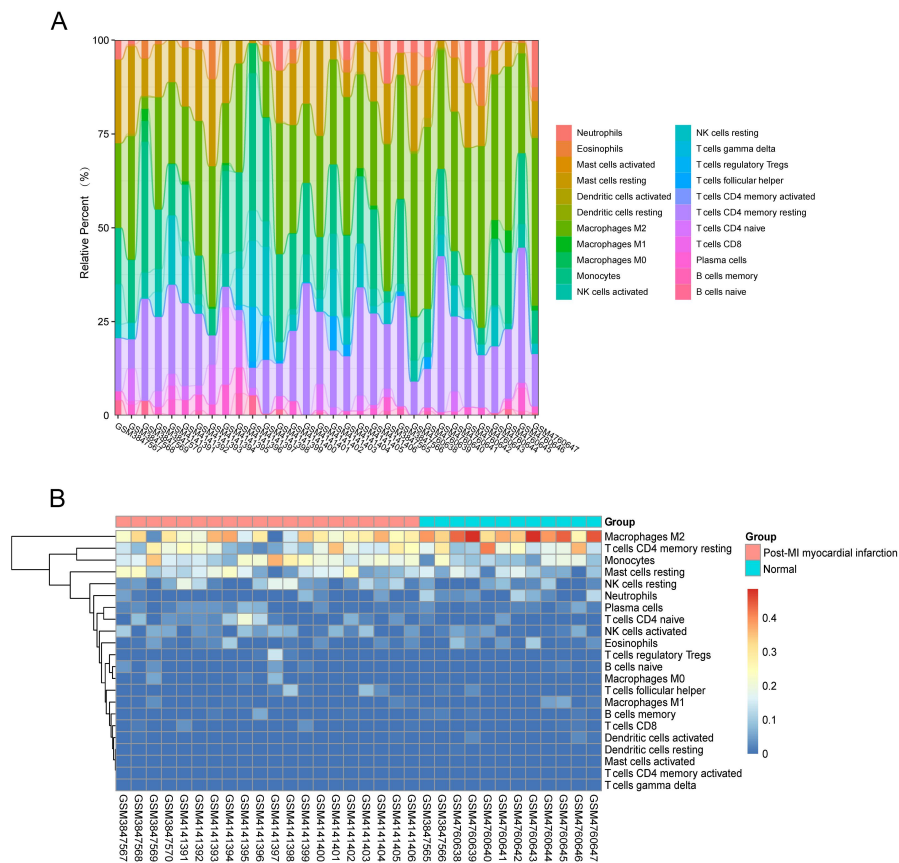 A
Relative Percent (%)
100
75
50
25
0
GSM3847567
GSM4760647
Neutrophils
Eosinophils
Mast cells activated
Mast cells resting
Dendritic cells activated
Dendritic cells resting
Macrophages M2
Macrophages M1
Macrophages M0
Monocytes
NK cells activated
NK cells resting
T cells gamma delta
T cells regulatory Tregs
T cells follicular helper
T cells CD4 memory activated
T cells CD4 memory resting
T cells CD4 naive
T cells CD8
Plasma cells
B cells memory
B cells naive
B
Group
Macrophages M2
T cells CD4 memory resting
Monocytes
Mast cells resting
NK cells resting
Neutrophils
Plasma cells
T cells CD4 naive
NK cells activated
Eosinophils
T cells regulatory Tregs
B cells naive
Macrophages M0
T cells follicular helper
Macrophages M1
B cells memory
T cells CD8
Dendritic cells activated
Dendritic cells resting
Mast cells activated
T cells CD4 memory activated
T cells gamma delta
GSM3847567
GSM3847568
GSM3847569
GSM3847570
GSM4141391
GSM4141392
GSM4141393
GSM4141394
GSM4141395
GSM4141396
GSM4141397
GSM4141398
GSM4141399
GSM4141400
GSM4141401
GSM4141402
GSM4141403
GSM4141404
GSM4141405
GSM4141406
GSM3847565
GSM3847566
GSM4760638
GSM4760639
GSM4760640
GSM4760641
GSM4760642
GSM4760643
GSM4760644
GSM4760645
GSM4760646
GSM4760647
Group
Post-MI myocardial infarction
Normal
0.4
0.3
0.2
0.1
0